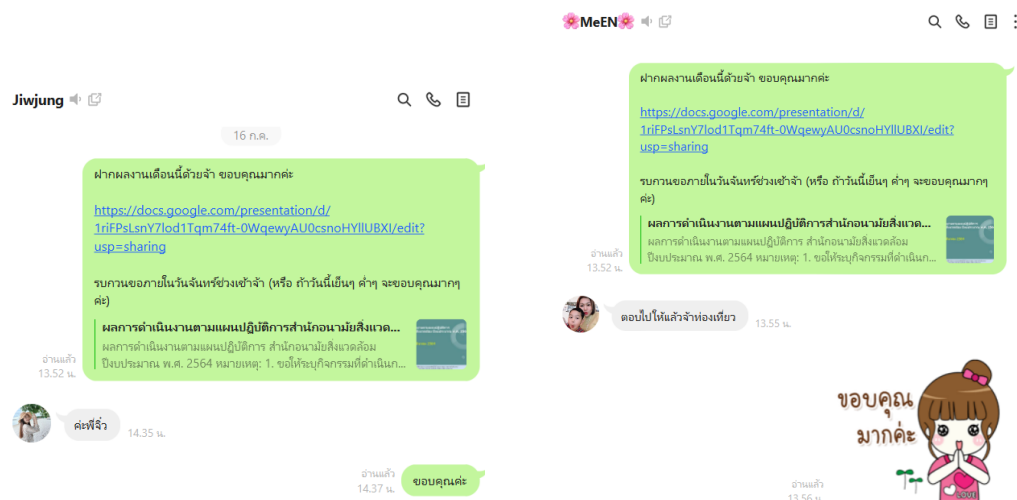 Jiwjung
16 ก.ค.
ฝากผลงานเดือนนี้ด้วยจ้า ขอบคุณมากค่ะ
https://docs.google.com/presentation/d/
1riFPsLsnY7lod1Tqm74ft-0WqewyAU0csnoHYllUBXI/edit?
usp=sharing
รบกวนขอภายในวันจันทร์ช่วงเช้าจ้า (หรือ ถ้าวันนี้เย็นๆ ค่ำๆ จะขอบคุณมากๆ
ค่ะ)
ผลการดำเนินงานตามแผนปฏิบัติการสำนักอนามัยสิ่งแวด...
ผลการดำเนินงานตามแผนปฏิบัติการ สำนักอนามัยสิ่งแวดล้อม
ปีงบประมาณ พ.ศ. 2564 หมายเหตุ: 1. ขอให้ระบุกิจกรรมที่ดำเนินก...
อ่านแล้ว
13.52 น.
ค่ะพี่จิ๋ว
14.35 น.
อ่านแล้ว
14.37 น.
ขอบคุณค่ะ
🌸MeEN🌸
ฝากผลงานเดือนนี้ด้วยจ้า ขอบคุณมากค่ะ
https://docs.google.com/presentation/d/
1riFPsLsnY7lod1Tqm74ft-0WqewyAU0csnoHYllUBXI/edit?
usp=sharing
รบกวนขอภายในวันจันทร์ช่วงเช้าจ้า (หรือ ถ้าวันนี้เย็นๆ ค่ำๆ จะขอบคุณมากๆ
ค่ะ)
ผลการดำเนินงานตามแผนปฏิบัติการสำนักอนามัยสิ่งแวด...
ผลการดำเนินงานตามแผนปฏิบัติการ สำนักอนามัยสิ่งแวดล้อม
ปีงบประมาณ พ.ศ. 2564 หมายเหตุ: 1. ขอให้ระบุกิจกรรมที่ดำเนินก...
อ่านแล้ว
13.52 น.
ตอบไปให้แล้วจ้าท่องเที่ยว
13.55 น.
ขอบคุณ
มากค่ะ
อ่านแล้ว
13.56 น.